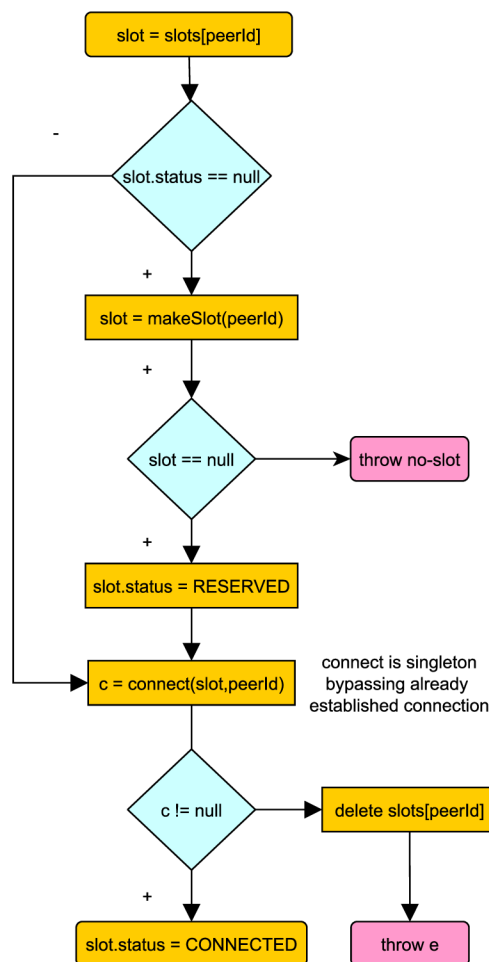 slot = slots[peerId]
-
slot.status == null
+
slot = makeSlot(peerId)
+
slot == null
throw no-slot
+
slot.status = RESERVED
c = connect(slot,peerId)
connect is singleton
bypassing already
established connection
c != null
delete slots[peerId]
+
slot.status = CONNECTED
throw e